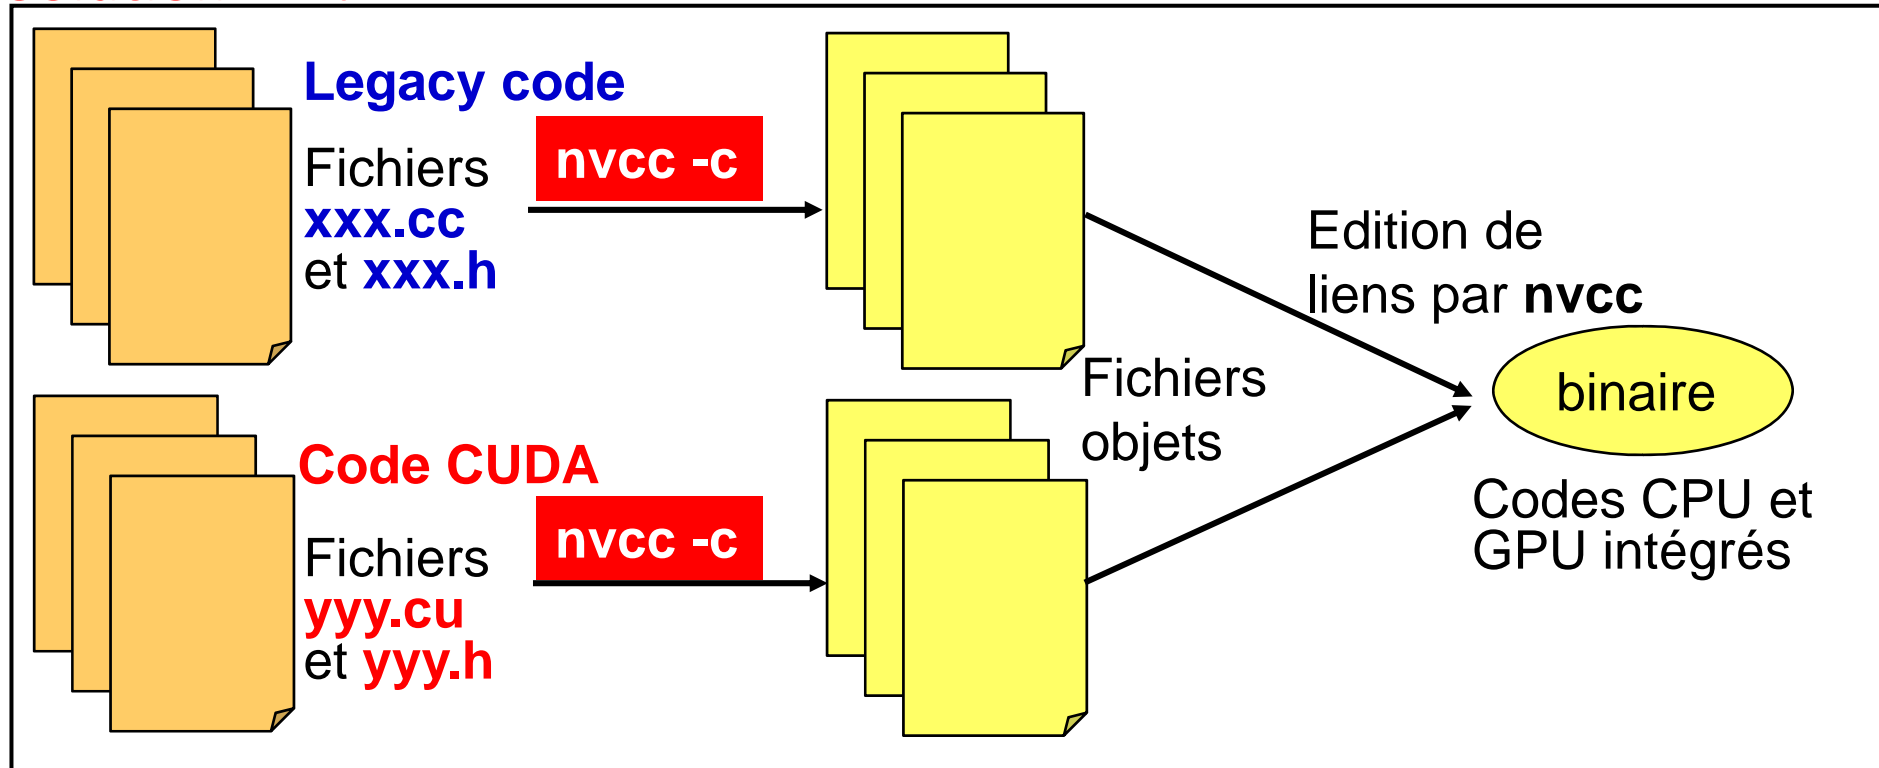 Legacy code
Fichiers
xxx.cc
et xxx.h
nvcc -c
Edition de
liens par nvcc
Fichiers
objets
binaire
Code CUDA
Fichiers
yyy.cu
et yyy.h
nvcc -c
Codes CPU et
GPU intégrés